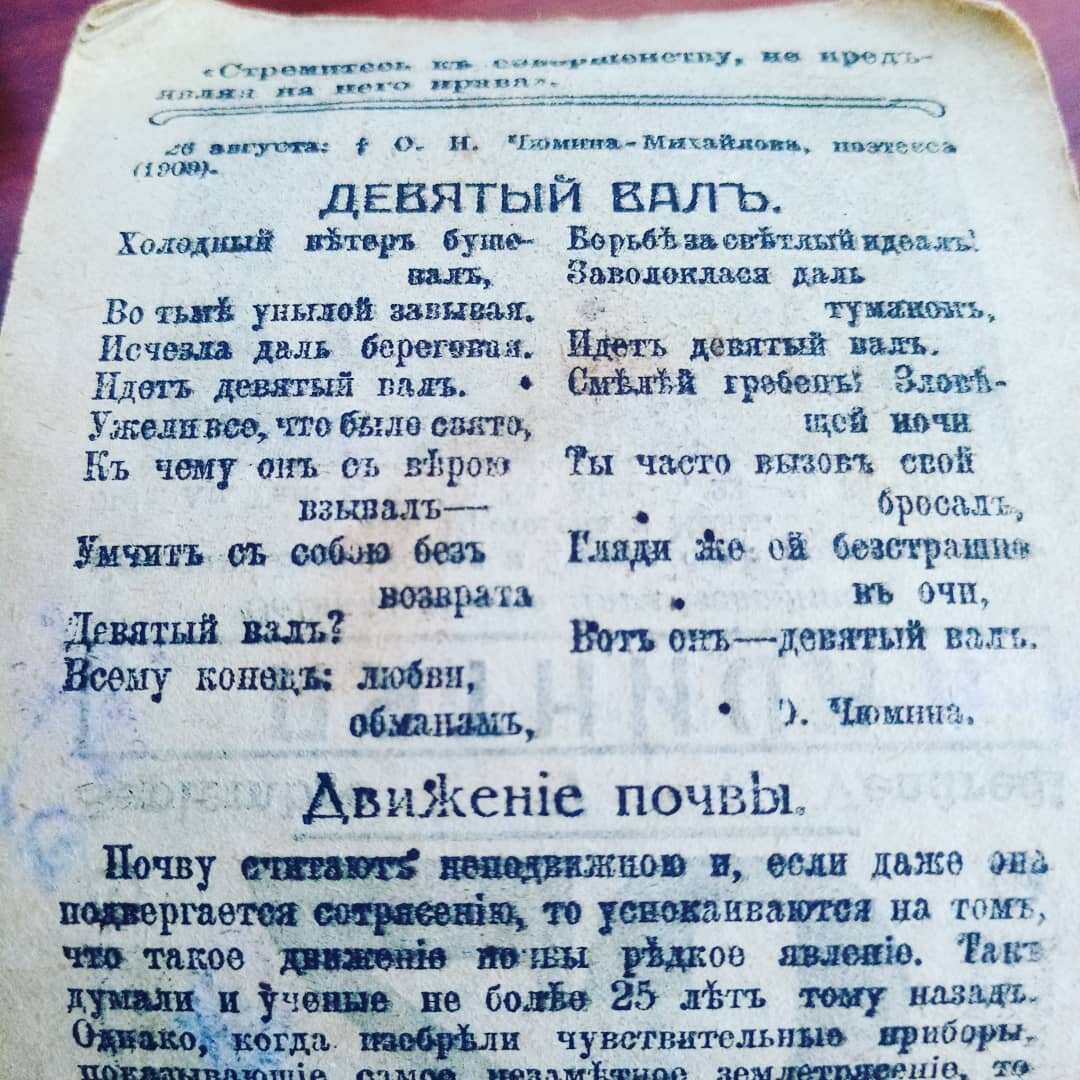 «Стремитесь къ совершенству, не предъ-
являя на него права».
26 августа: † О. Н. Чюмина-Михайлова, поэтесса
(1909).
ДЕВЯТЫЙ ВАЛЪ.
Холодный вѣтеръ буше-
валъ,
Во тьмѣ унылой завывая.
Исчезла даль береговая.
Идетъ девятый валъ.
Ужели все, что было свято,
Къ чему онъ съ вѣрою
взывалъ—
Умчитъ съ собою безъ
возврата
Девятый валъ?
Всему конецъ: любви,
обманамъ,
Борьбѣ за свѣтлый идеалъ!
Заволоклася даль
туманомъ,
Идетъ девятый валъ.
Смѣлѣй гребецъ! Зловѣ-
щей ночи
Ты часто вызовъ свой
бросалъ,
Гляди же ей безстрашно
въ очи,
Вотъ онъ—девятый валъ.
О. Чюмина.
Движеніе почвы.
Почву считаютъ неподвижною и, если даже она
подвергается сотрясенію, то успокаиваются на томъ,
что такое движеніе почвы рѣдкое явленіе. Такъ
думали и ученые не болѣе 25 лѣтъ тому назадъ.
Однако, когда изобрѣли чувствительные приборы,
показывающіе самое незамѣтное землетрясеніе, то